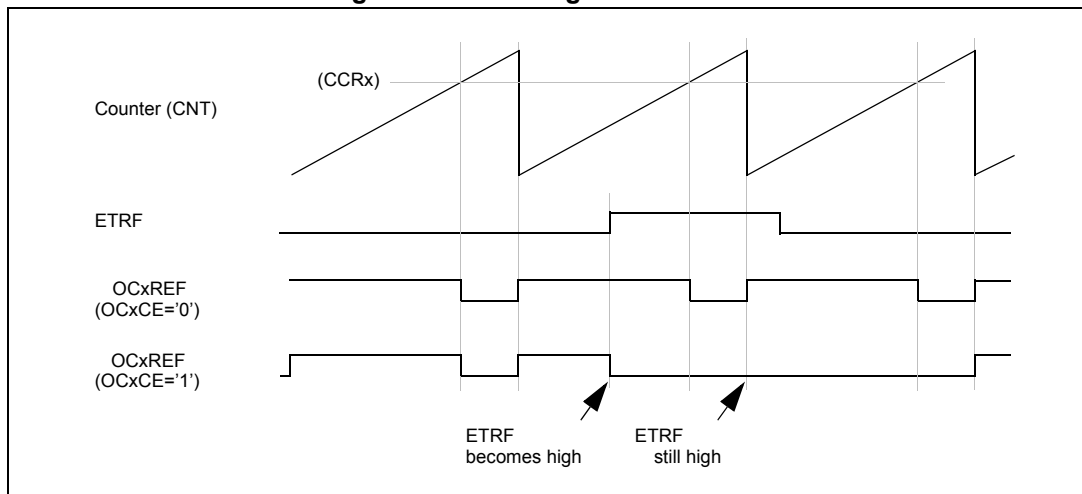 (CCRx)
Counter (CNT)
ETRF
OCxREF
(OCxCE='0')
OCxREF
(OCxCE='1')
ETRF
becomes high
ETRF
still high